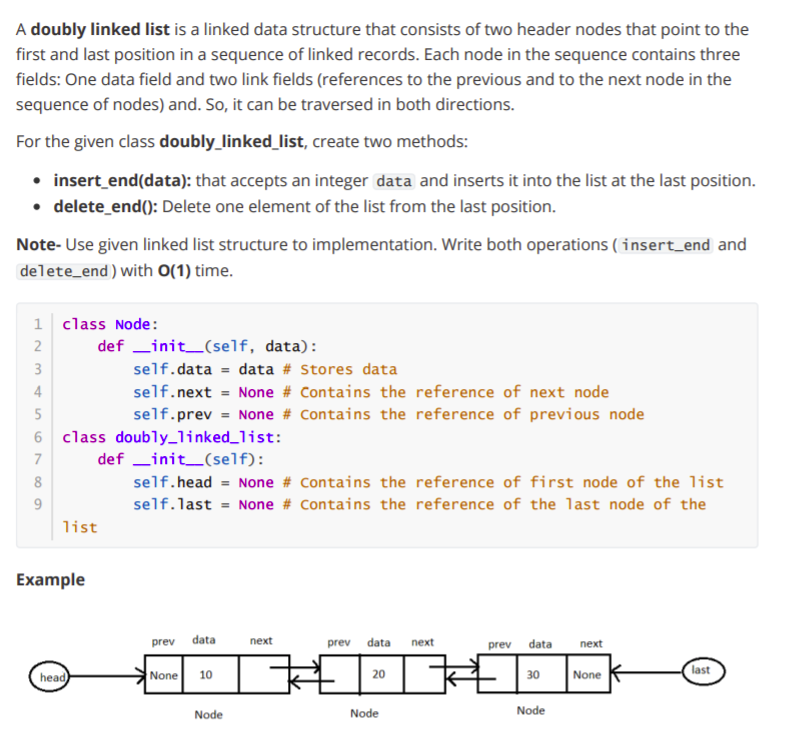 A doubly linked list is a linked data structure that consists of two header nodes that point to the
first and last position in a sequence of linked records. Each node in the sequence contains three
fields: One data field and two link fields (references to the previous and to the next node in the
sequence of nodes) and. So, it can be traversed in both directions.
For the given class doubly_linked_list, create two methods:
• insert_end(data): that accepts an integer data and inserts it into the list at the last position.
• delete_end(): Delete one element of the list from the last position.
Note- Use given linked list structure to implementation. Write both operations ( insert_end and
delete_end ) with O(1) time.
1 class Node:
2     def __init__(self, data):
3         self.data = data # Stores data
4         self.next = None # Contains the reference of next node
5         self.prev = None # Contains the reference of previous node
6 class doubly_linked_list:
7     def __init__(self):
8         self.head = None # Contains the reference of first node of the list
9         self.last = None # Contains the reference of the last node of the
list
Example
prev data next prev data next prev data next
head None 10 20 30 None last
Node Node Node